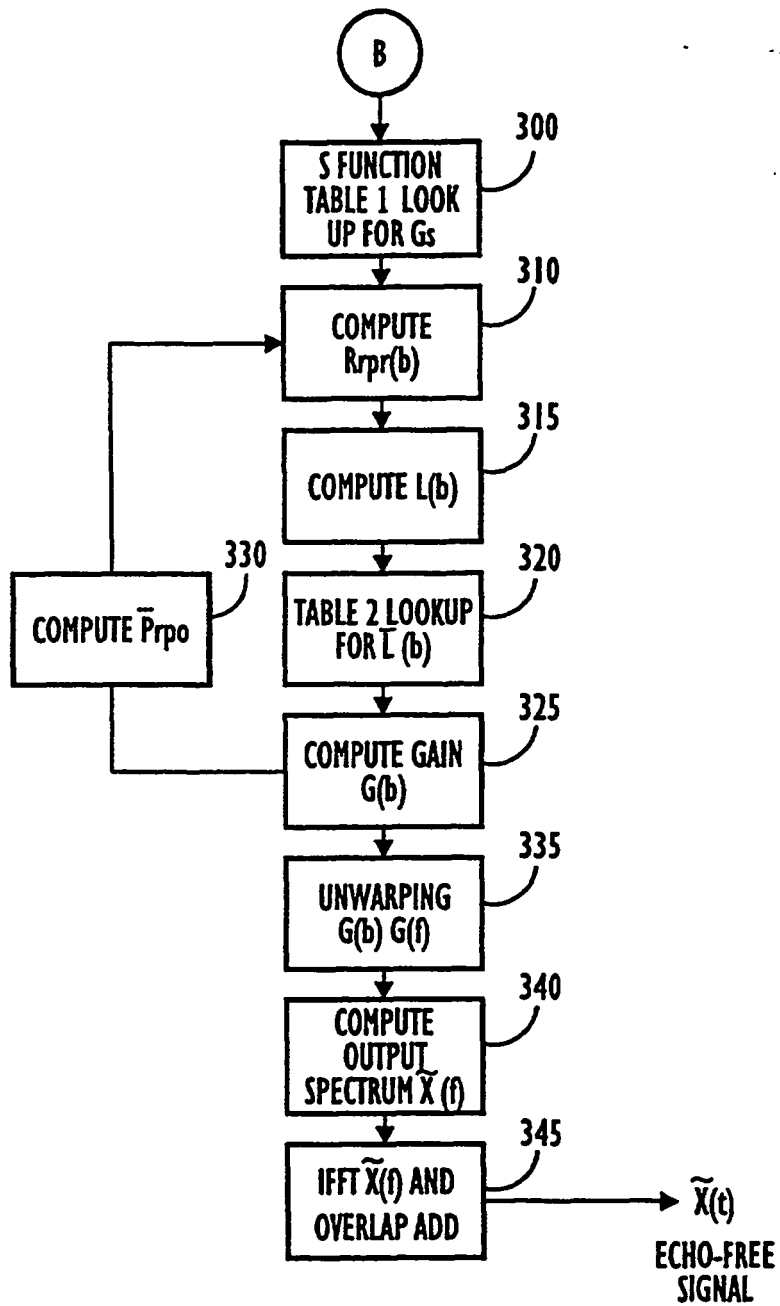 B
300
S FUNCTION
TABLE 1 LOOK
UP FOR Gs
310
COMPUTE
Rrpr(b)
315
COMPUTE L(b)
330
COMPUTE P̅rpo
320
TABLE 2 LOOKUP
FOR L̅ (b)
325
COMPUTE GAIN
G(b)
335
UNWARPING
G(b) G(f)
340
COMPUTE
OUTPUT
SPECTRUM X̃ (f)
345
IFFT X̃(f) AND
OVERLAP ADD
X̃(t)
ECHO-FREE
SIGNAL